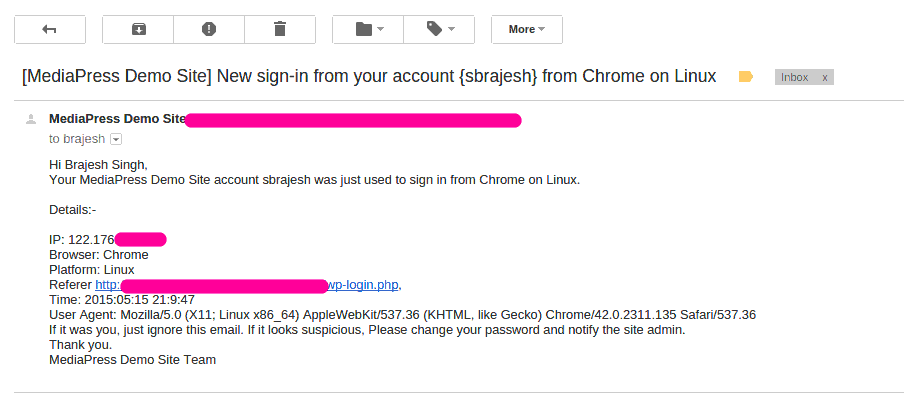 More
[MediaPress Demo Site] New sign-in from your account {sbrajesh} from Chrome on Linux
Inbox x
MediaPress Demo Site
to brajesh
Hi Brajesh Singh,
Your MediaPress Demo Site account sbrajesh was just used to sign in from Chrome on Linux.
Details:-
IP: 122.176
Browser: Chrome
Platform: Linux
Referer http: wp-login.php,
Time: 2015:05:15 21:9:47
User Agent: Mozilla/5.0 (X11; Linux x86_64) AppleWebKit/537.36 (KHTML, like Gecko) Chrome/42.0.2311.135 Safari/537.36
If it was you, just ignore this email. If it looks suspicious, Please change your password and notify the site admin.
Thank you.
MediaPress Demo Site Team